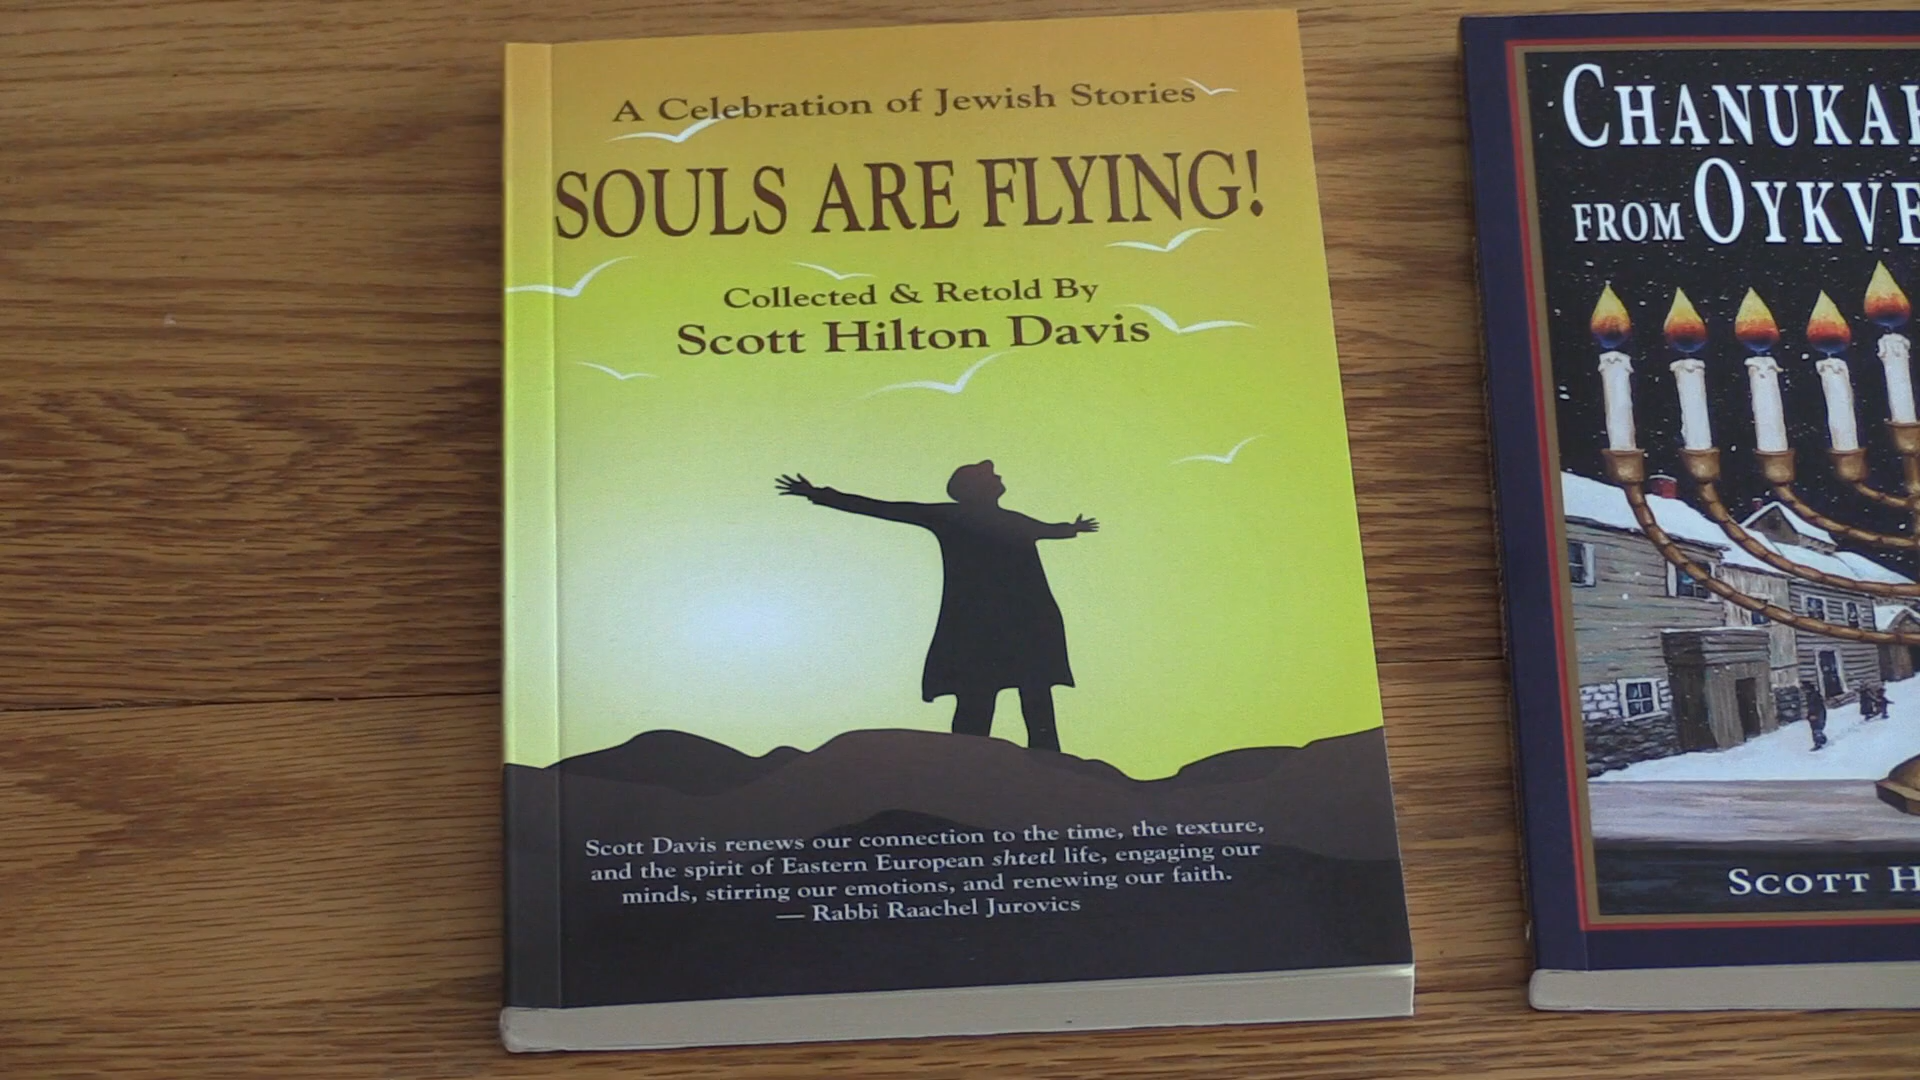 A Celebration of Jewish Stories
SOULS ARE FLYING!
Collected & Retold By
Scott Hilton Davis
Scott Davis renews our connection to the time, the texture,
and the spirit of Eastern European shtetl life, engaging our
minds, stirring our emotions, and renewing our faith.
— Rabbi Raachel Jurovics
CHANUKAH
FROM OYKVE
SCOTT H